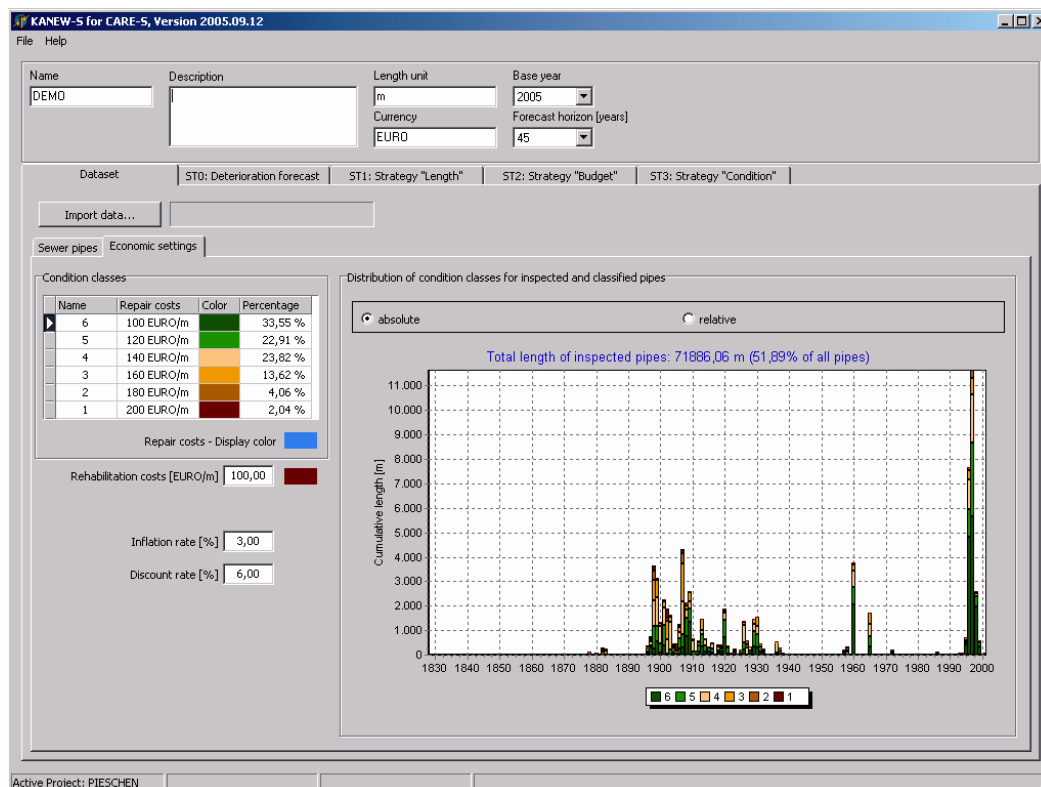 KANEW-S for CARE-S, Version 2005.09.12
File Help
Name Description Length unit Base year
DEMO m 2005
Currency Forecast horizon [years]
EURO 45
Dataset ST0: Deterioration forecast ST1: Strategy "Length" ST2: Strategy "Budget" ST3: Strategy "Condition"
Import data...
Sewer pipes Economic settings
Condition classes
Name Repair costs Color Percentage
6 100 EURO/m 33,55 %
5 120 EURO/m 22,91 %
4 140 EURO/m 23,82 %
3 160 EURO/m 13,62 %
2 180 EURO/m 4,06 %
1 200 EURO/m 2,04 %
Repair costs - Display color
Rehabilitation costs [EURO/m] 100,00
Inflation rate [%] 3,00
Discount rate [%] 6,00
Distribution of condition classes for inspected and classified pipes
absolute relative
Total length of inspected pipes: 71886,06 m (51,89% of all pipes)
Cumulative length [m]
11.000
10.000
9.000
8.000
7.000
6.000
5.000
4.000
3.000
2.000
1.000
0
1830 1840 1850 1860 1870 1880 1890 1900 1910 1920 1930 1940 1950 1960 1970 1980 1990 2000
6 5 4 3 2 1
Active Project: PIESCHEN